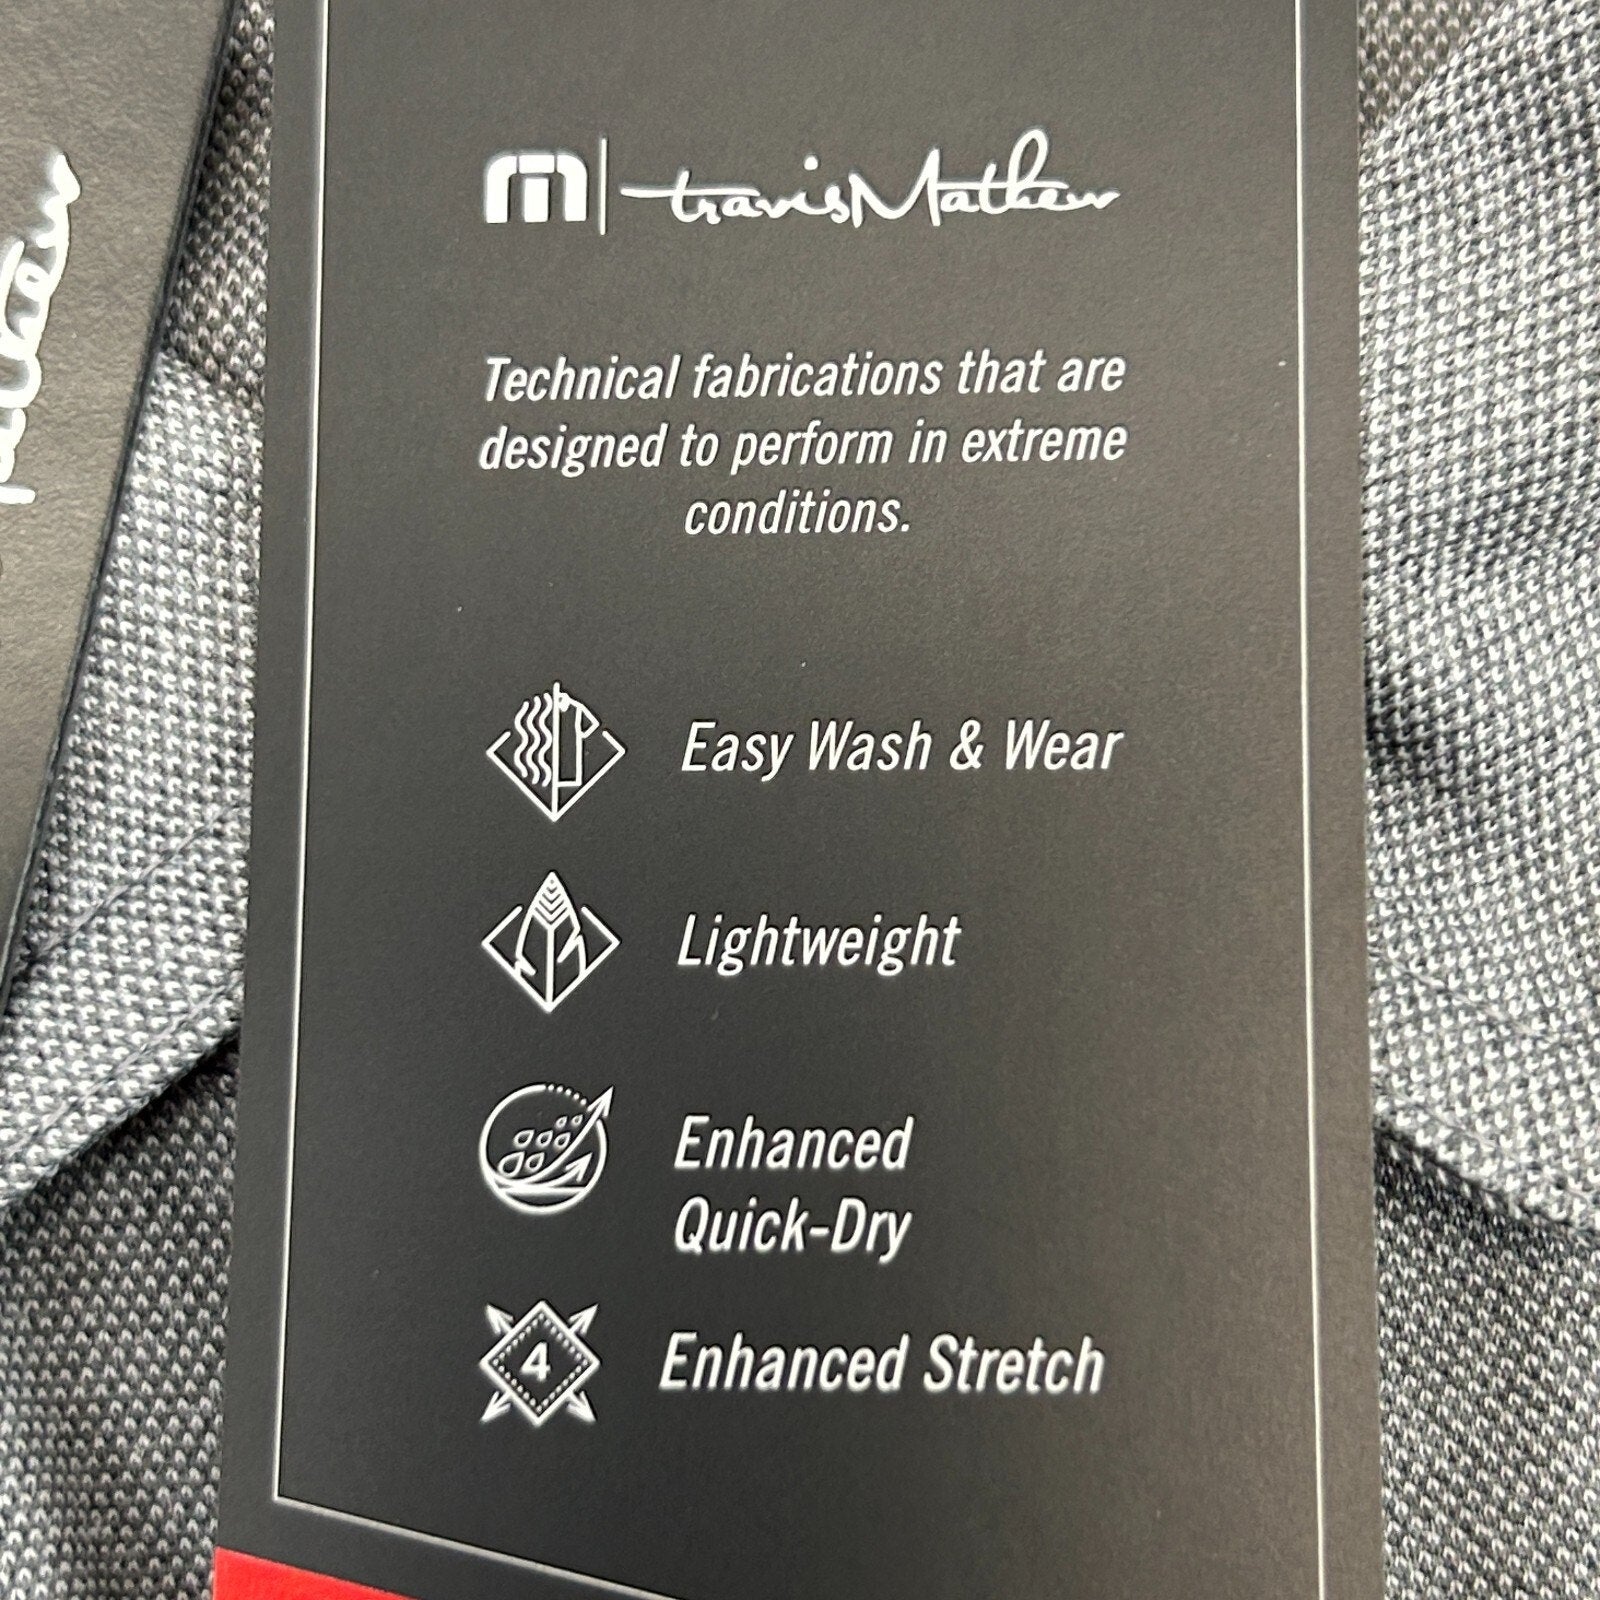 travisMathew
Technical fabrications that are
designed to perform in extreme
conditions.
Easy Wash & Wear
Lightweight
Enhanced
Quick-Dry
4
Enhanced Stretch